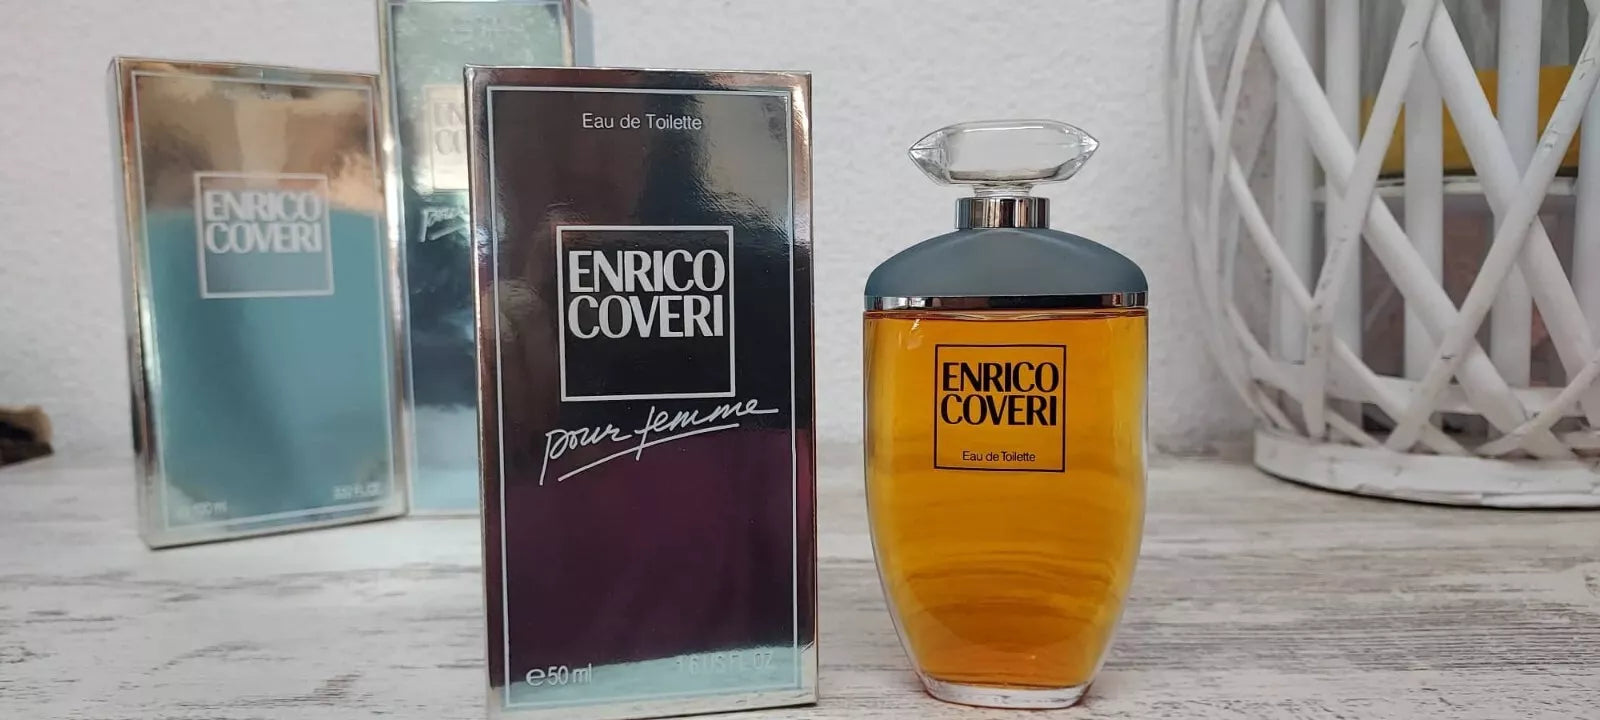 ENRICO
COVERI
Eau de Toilette
ENRICO
COVERI
pour femme
e50 ml
1.6 US FL OZ
ENRICO
COVERI
Eau de Toilette